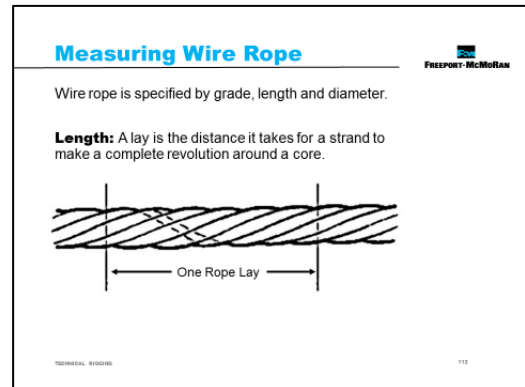 Measuring Wire Rope
FREEPORT-McMoRAN
Wire rope is specified by grade, length and diameter.
Length: A lay is the distance it takes for a strand to
make a complete revolution around a core.
One Rope Lay
TECHNICAL RIGGING
112